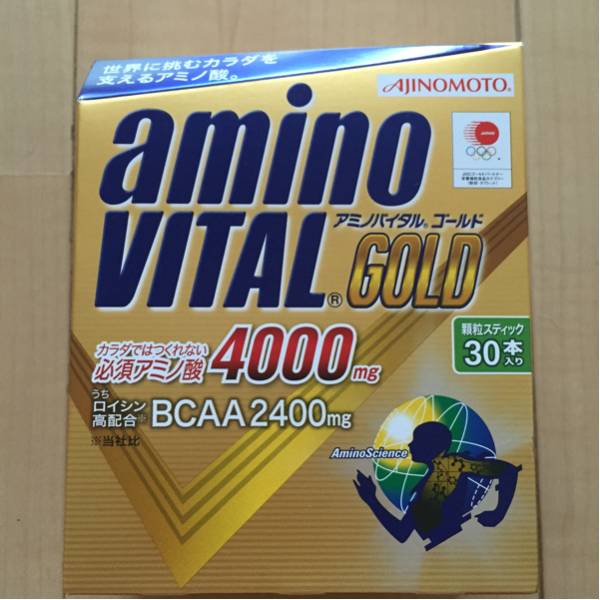 世界に挑むカラダを
支えるアミノ酸。
AJINOMOTO®
amino
VITAL®
JAPAN
アミノバイタル® ゴールド
GOLD
カラダではつくれない
必須アミノ酸 4000mg
うち
ロイシン
高配合※ BCAA 2400mg
※当社比
顆粒スティック
30本入り
AminoScience